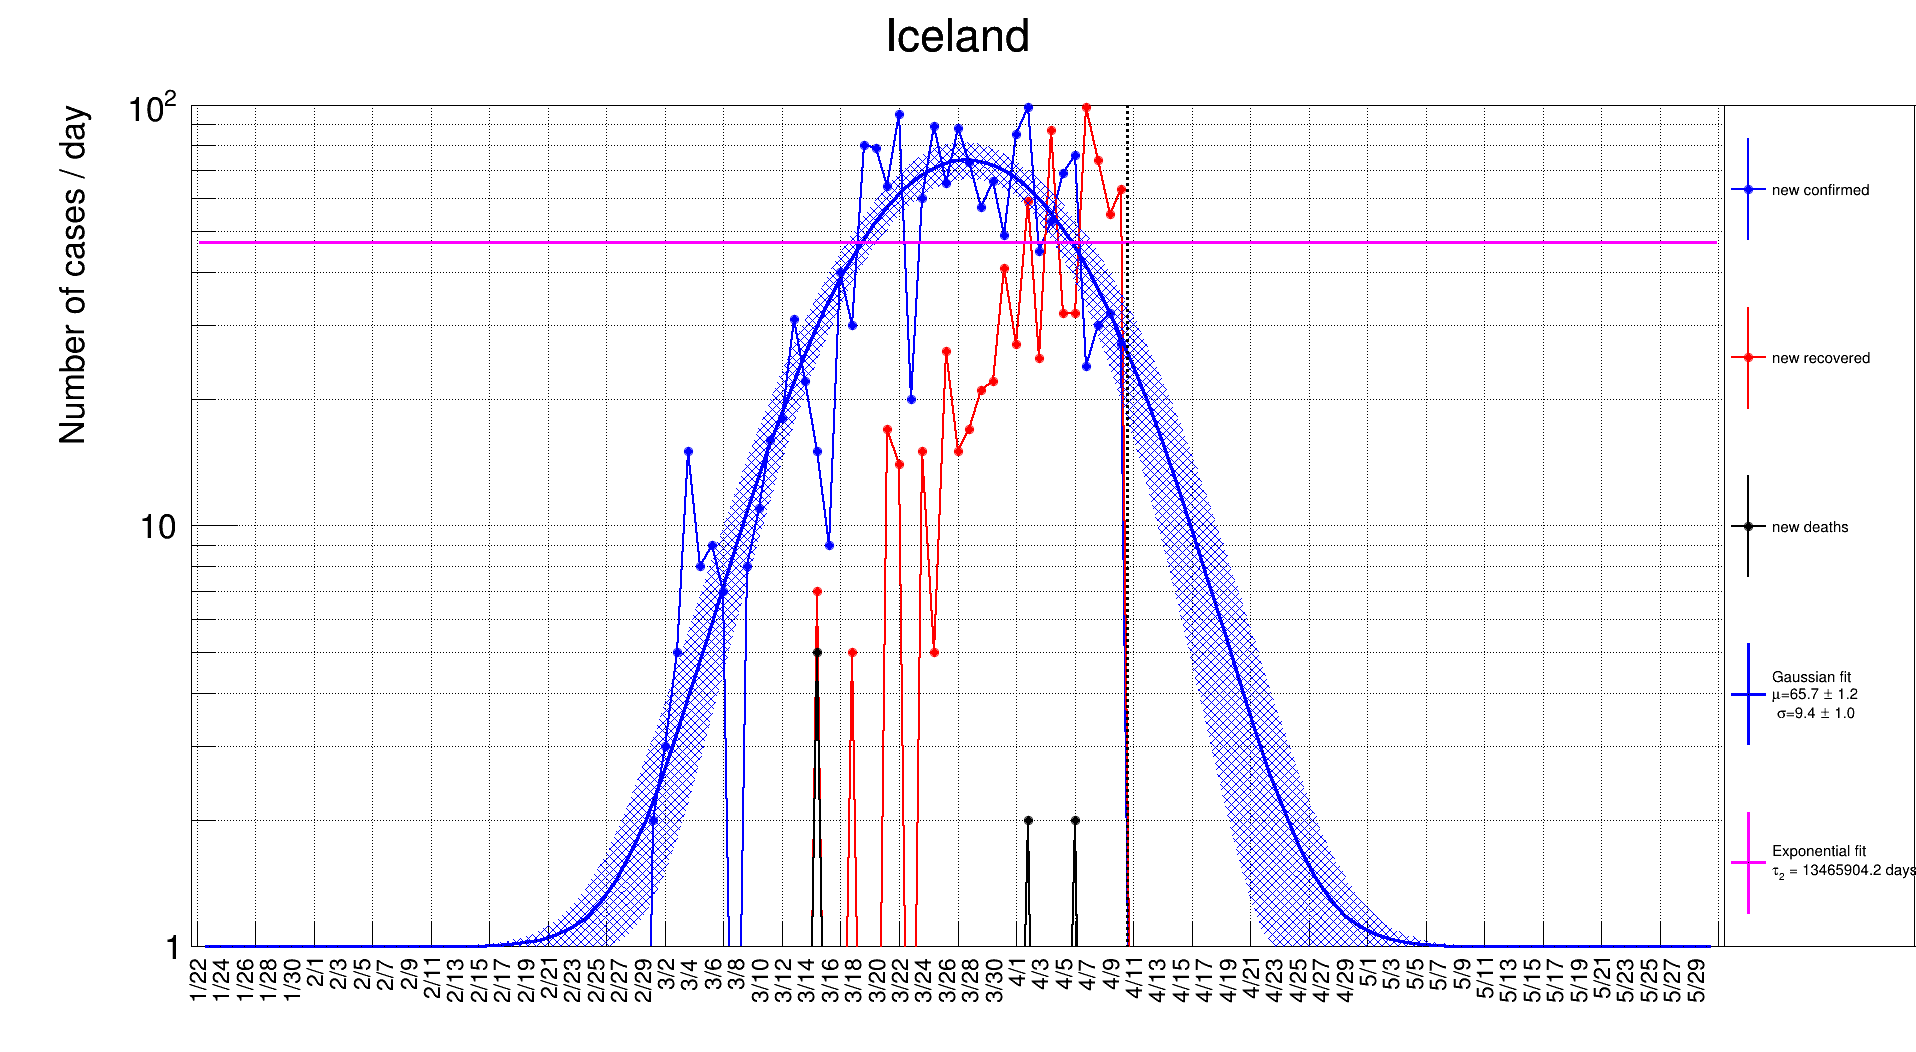 Iceland
Number of cases / day
10²
10
1
1/22 1/24 1/26 1/28 1/30 2/1 2/3 2/5 2/7 2/9 2/11 2/13 2/15 2/17 2/19 2/21 2/23 2/25 2/27 2/29 3/2 3/4 3/6 3/8 3/10 3/12 3/14 3/16 3/18 3/20 3/22 3/24 3/26 3/28 3/30 4/1 4/3 4/5 4/7 4/9 4/11 4/13 4/15 4/17 4/19 4/21 4/23 4/25 4/27 4/29 5/1 5/3 5/5 5/7 5/9 5/11 5/13 5/15 5/17 5/19 5/21 5/23 5/25 5/27 5/29
new confirmed
new recovered
new deaths
Gaussian fit
μ=65.7 ± 1.2
σ=9.4 ± 1.0
Exponential fit
τ₂ = 13465904.2 days